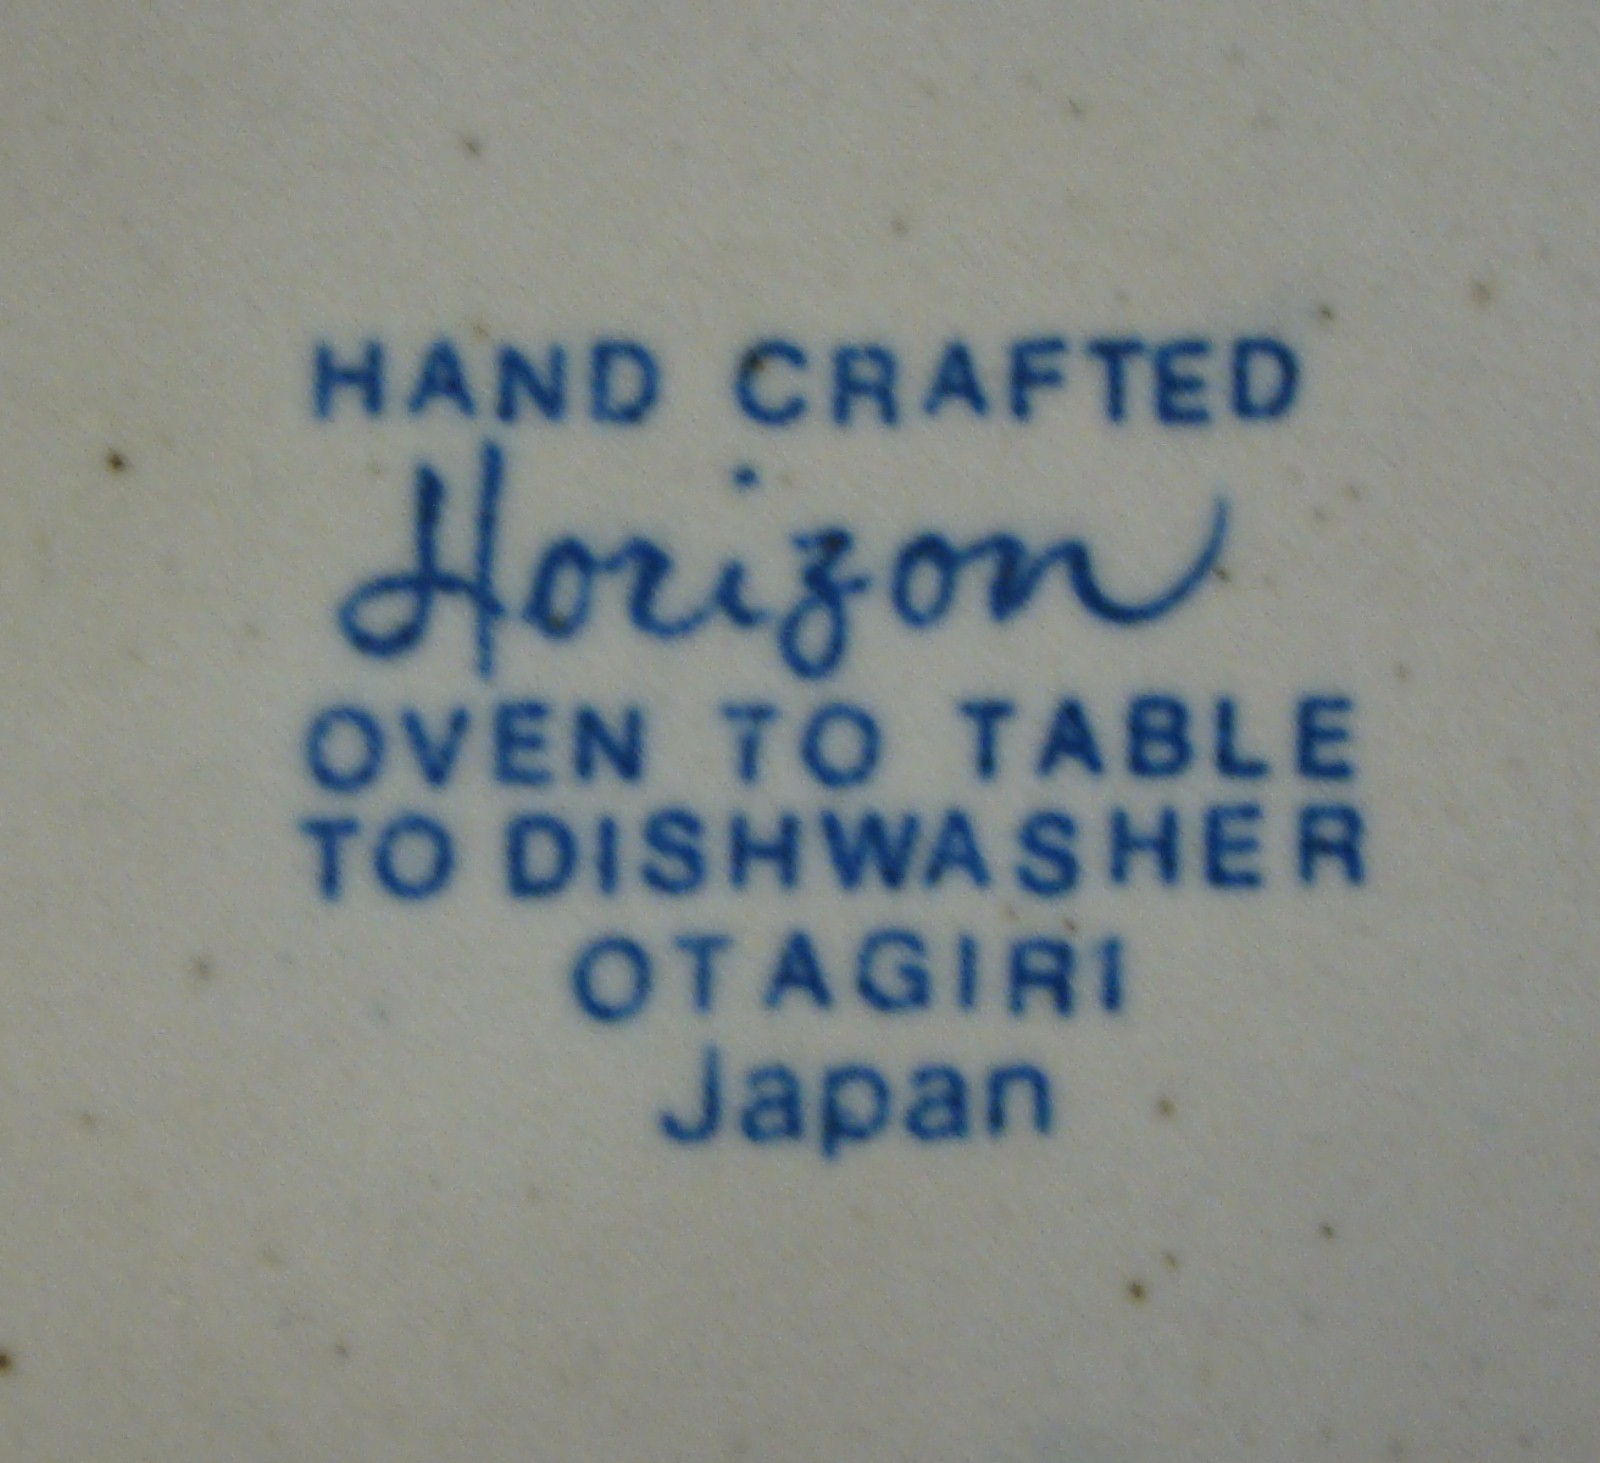 HAND CRAFTED
Horizon
OVEN TO TABLE
TO DISHWASHER
OTAGIRI
Japan